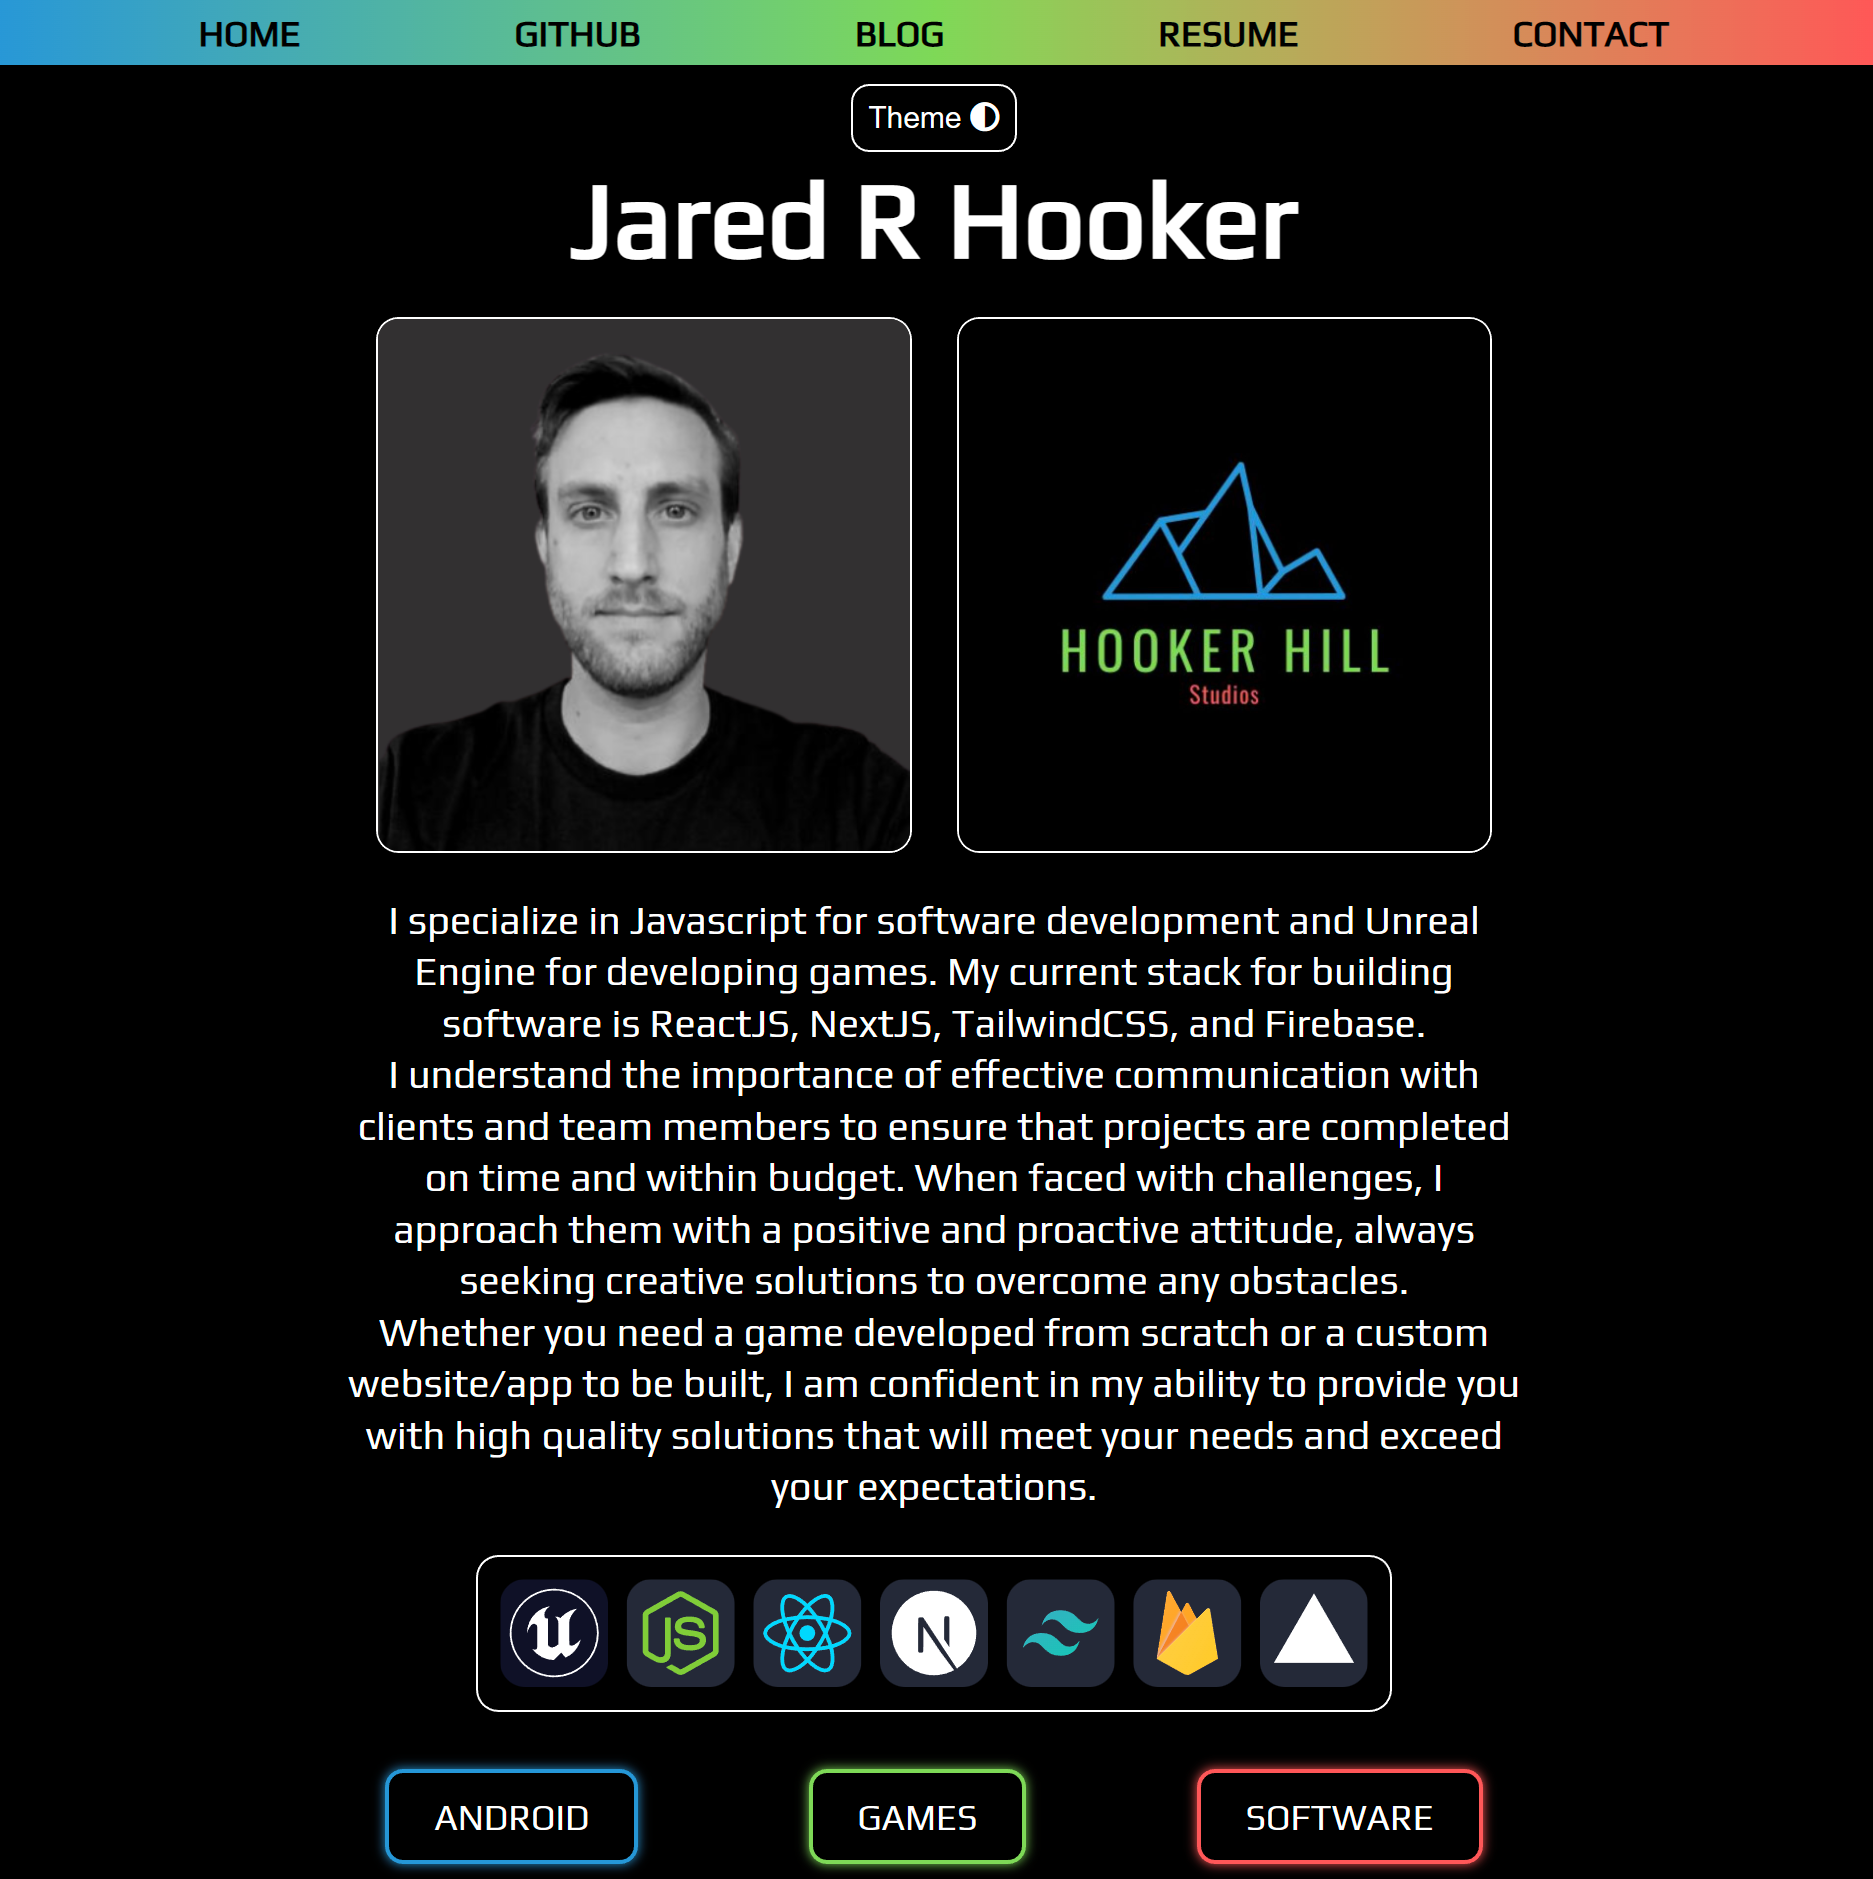 HOME GITHUB BLOG RESUME CONTACT
Theme
Jared R Hooker
HOOKER HILL
Studios
I specialize in Javascript for software development and Unreal
Engine for developing games. My current stack for building
software is ReactJS, NextJS, TailwindCSS, and Firebase.
I understand the importance of effective communication with
clients and team members to ensure that projects are completed
on time and within budget. When faced with challenges, I
approach them with a positive and proactive attitude, always
seeking creative solutions to overcome any obstacles.
Whether you need a game developed from scratch or a custom
website/app to be built, I am confident in my ability to provide you
with high quality solutions that will meet your needs and exceed
your expectations.
U JS N
ANDROID GAMES SOFTWARE